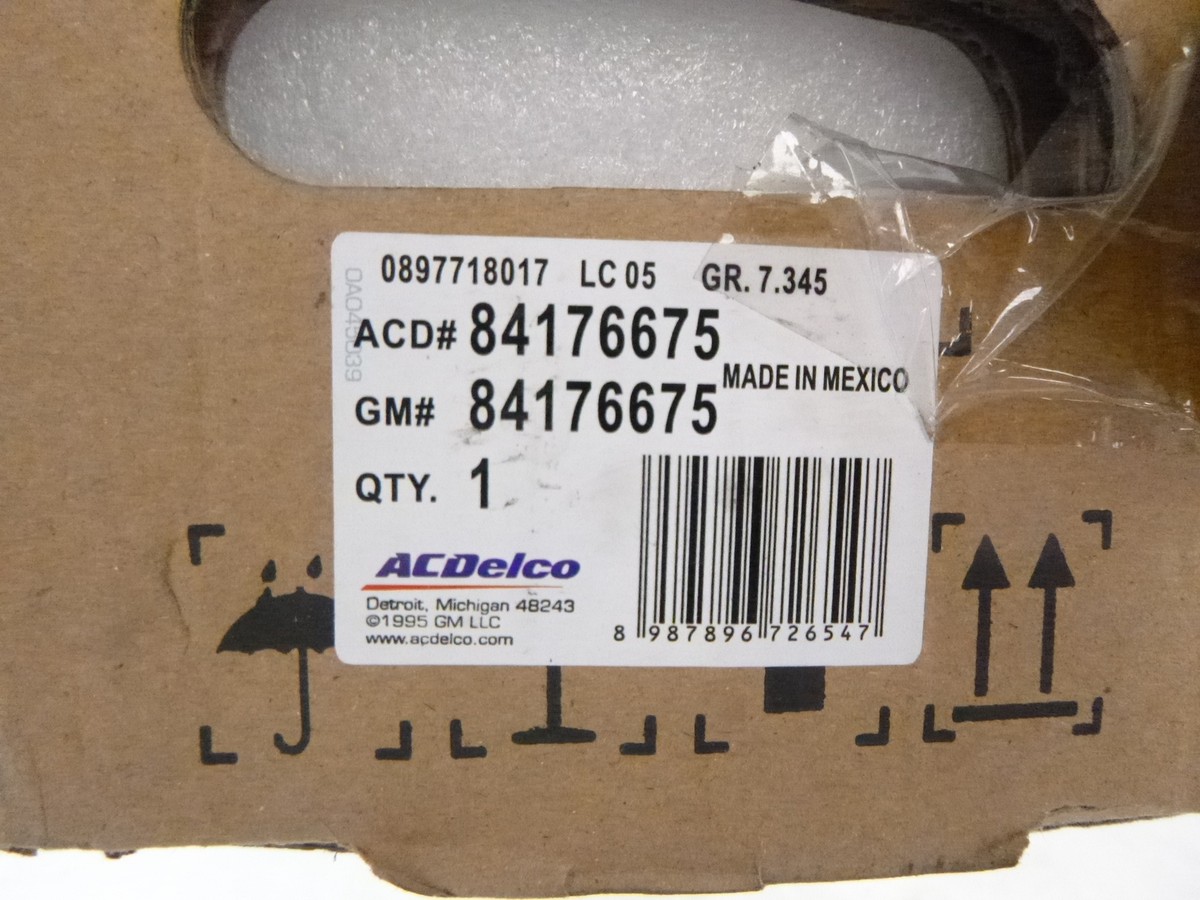 0897718017 LC 05 GR. 7.345
ACD# 84176675
MADE IN MEXICO
GM# 84176675
QTY. 1
ACDelco
Detroit, Michigan 48243
©1995 GM LLC
www.acdelco.com
8 987896 726547